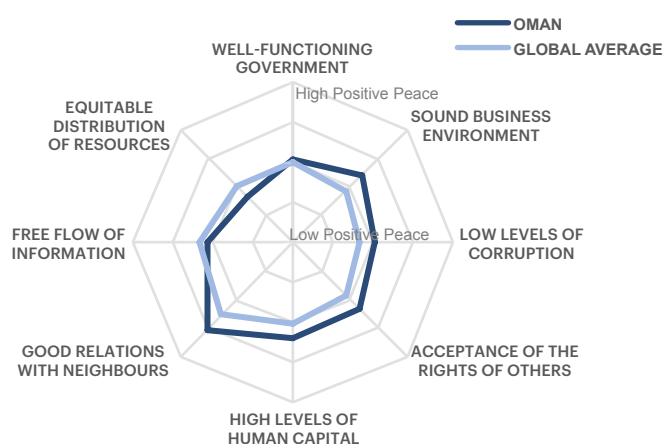 OMAN
GLOBAL AVERAGE
WELL-FUNCTIONING
GOVERNMENT
High Positive Peace
SOUND BUSINESS
ENVIRONMENT
EQUITABLE
DISTRIBUTION
OF RESOURCES
FREE FLOW OF
INFORMATION
Low Positive Peace
LOW LEVELS OF
CORRUPTION
GOOD RELATIONS
WITH NEIGHBOURS
ACCEPTANCE OF THE
RIGHTS OF OTHERS
HIGH LEVELS OF
HUMAN CAPITAL